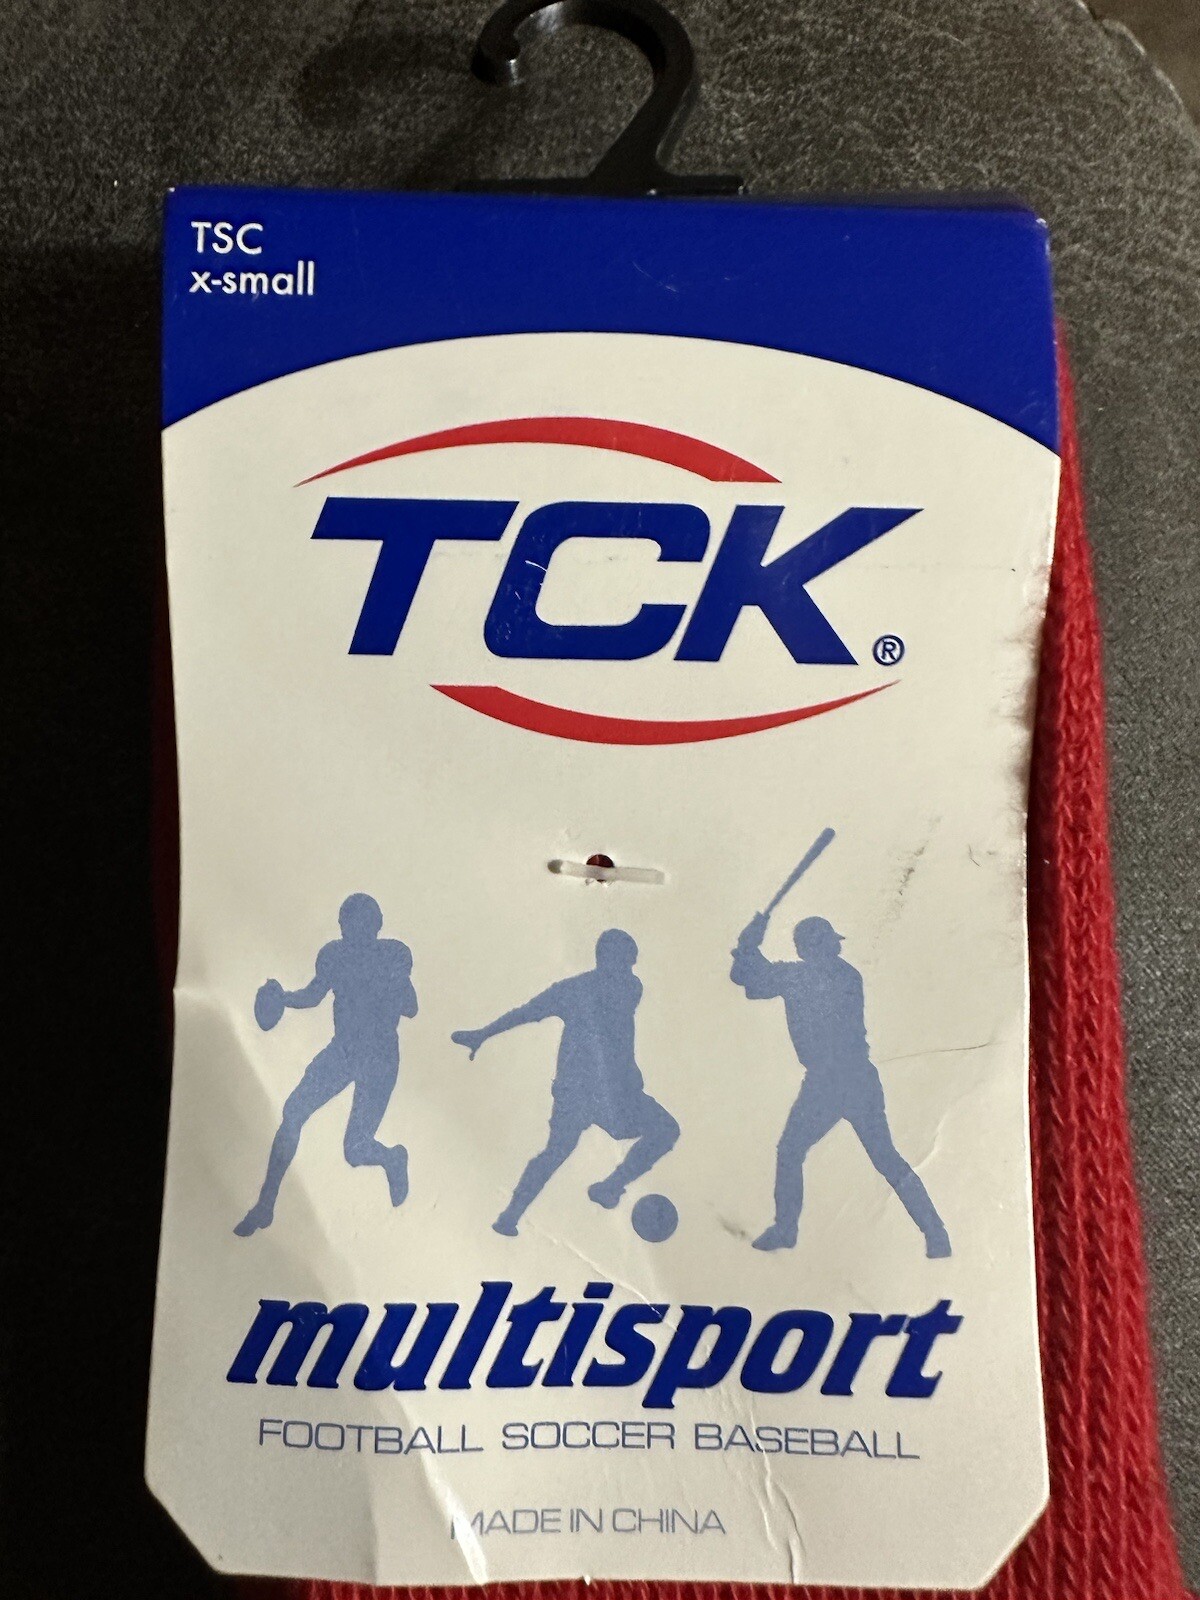 TSC
x-small
TCK®
multisport
FOOTBALL SOCCER BASEBALL
MADE IN CHINA